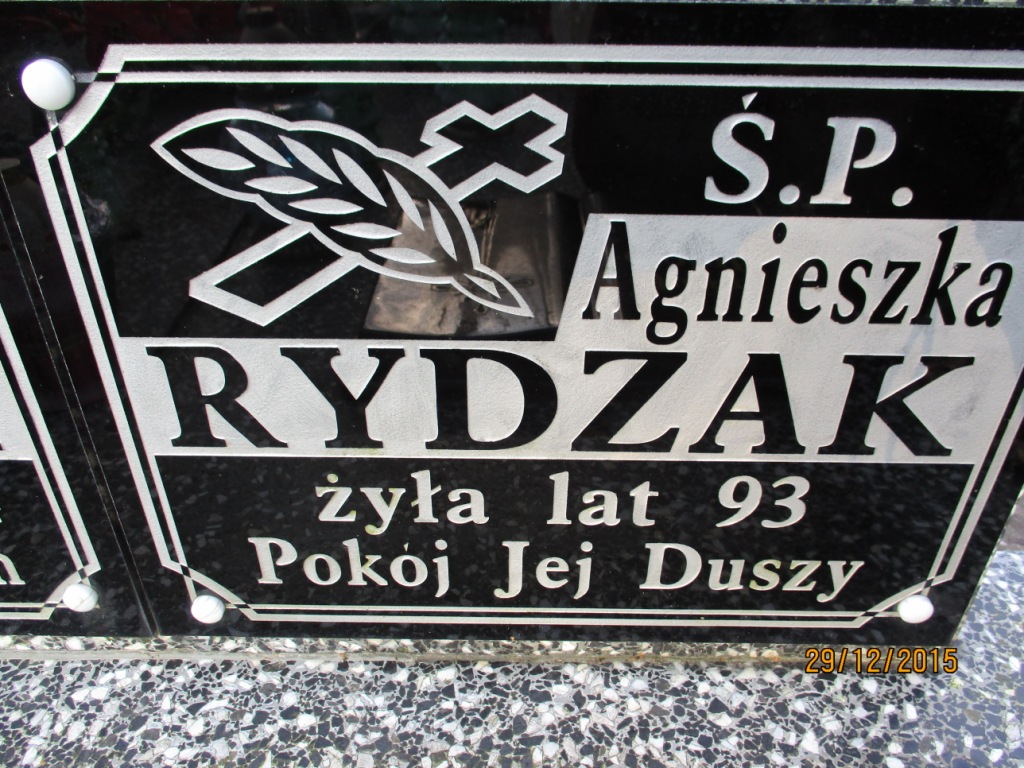 Ś.P.
Agnieszka
RYDZAK
żyła lat 93
Pokój Jej Duszy
29/12/2015